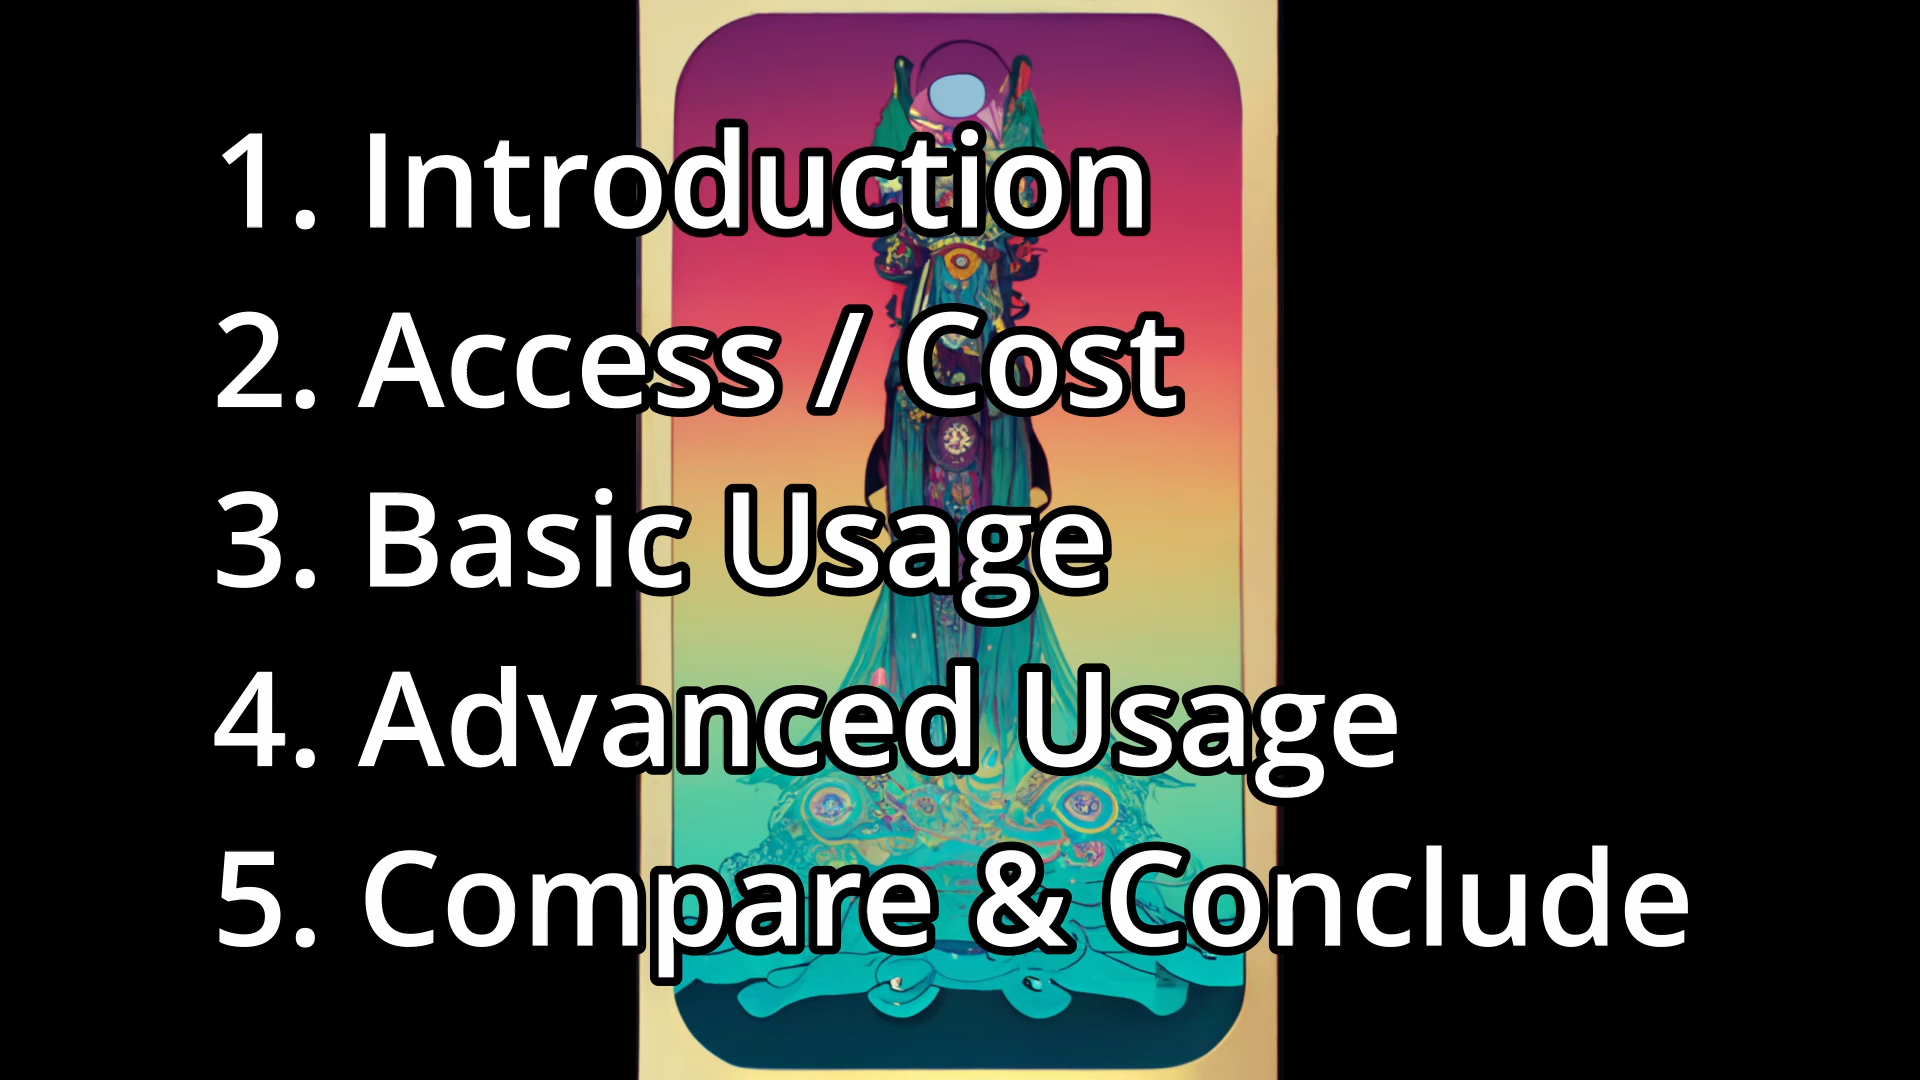 1. Introduction
2. Access / Cost
3. Basic Usage
4. Advanced Usage
5. Compare & Conclude